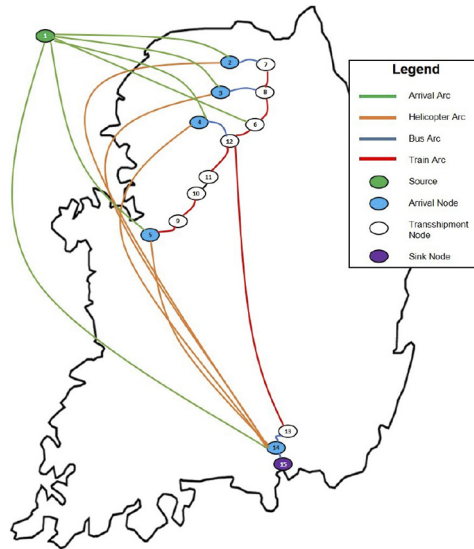 1
2
7
3
8
4
6
12
11
10
9
5
13
14
15
Legend
Arrival Arc
Helicopter Arc
Bus Arc
Train Arc
Source
Arrival Node
Transshipment
Node
Sink Node